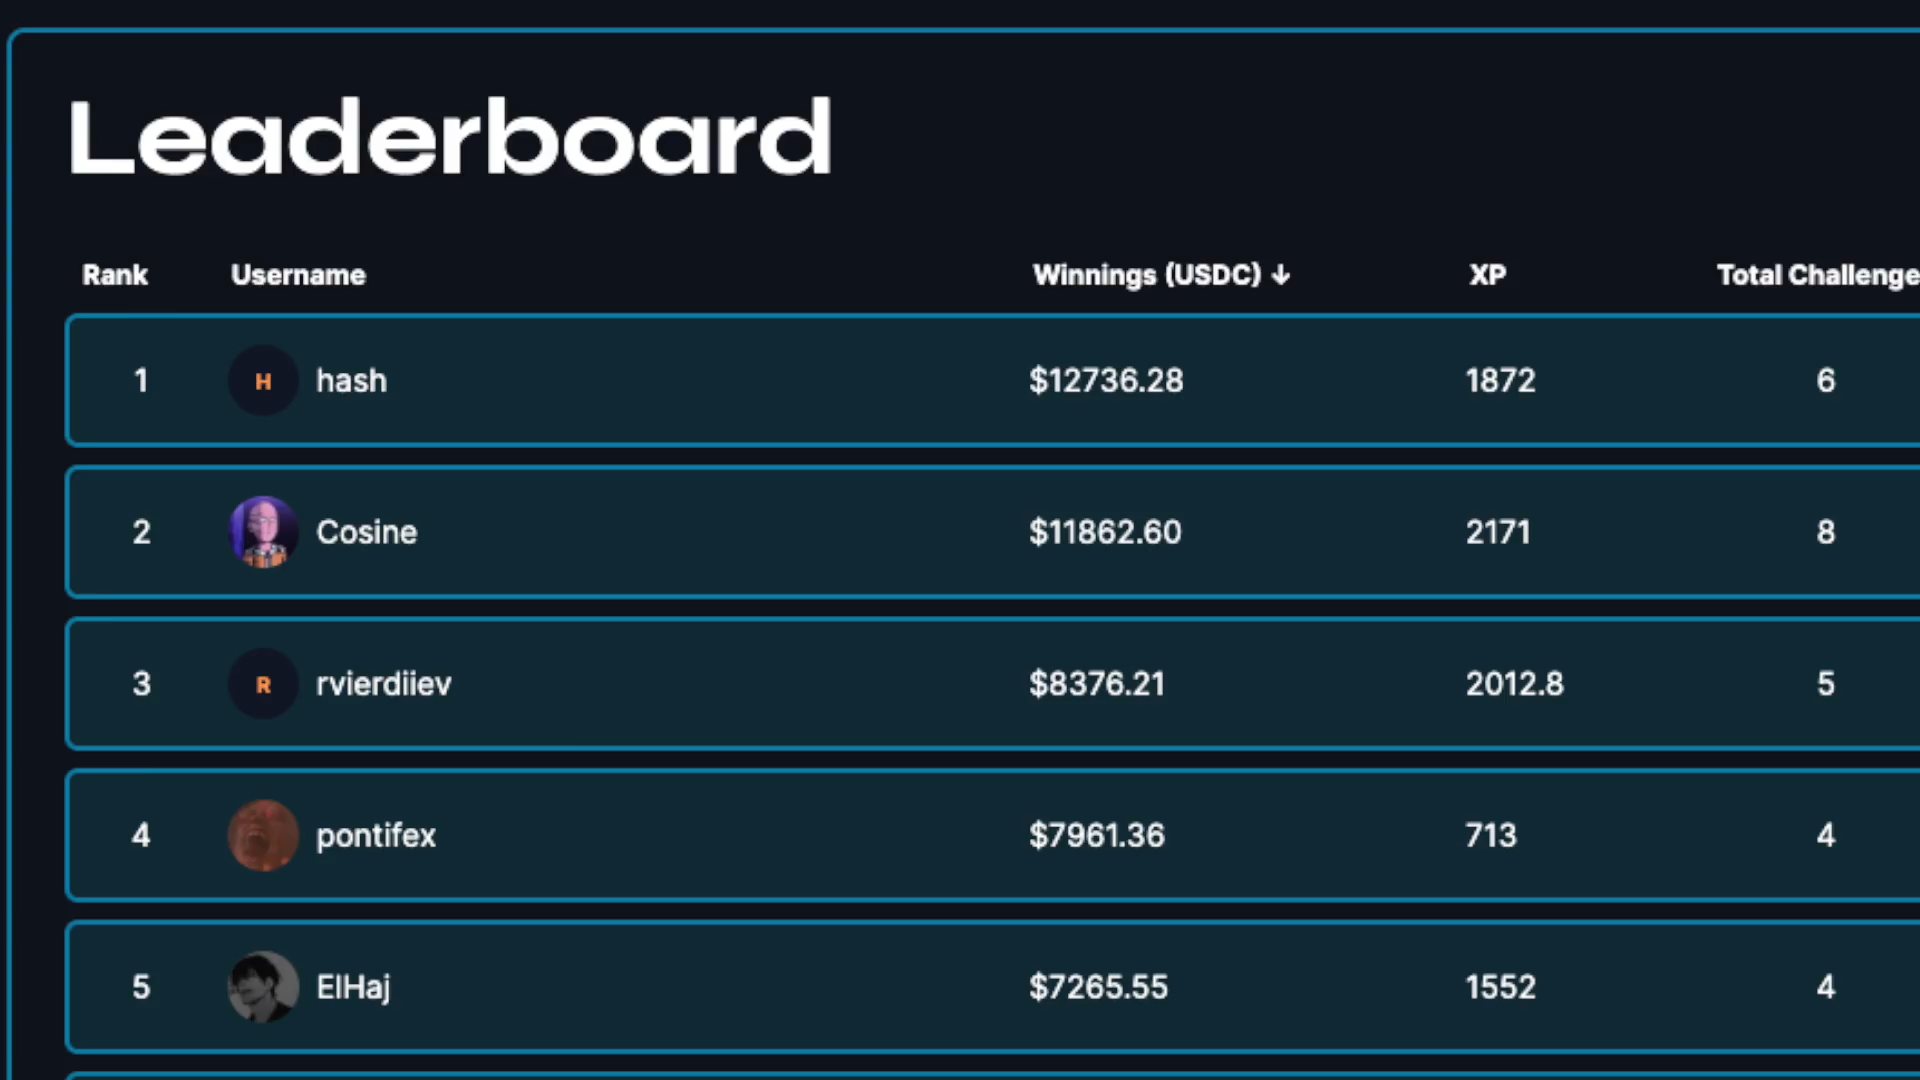 Leaderboard
Rank Username Winnings (USDC) ↓ XP Total Challenge
1 H hash $12736.28 1872 6
2 Cosine $11862.60 2171 8
3 R rvierdiiev $8376.21 2012.8 5
4 pontifex $7961.36 713 4
5 ElHaj $7265.55 1552 4